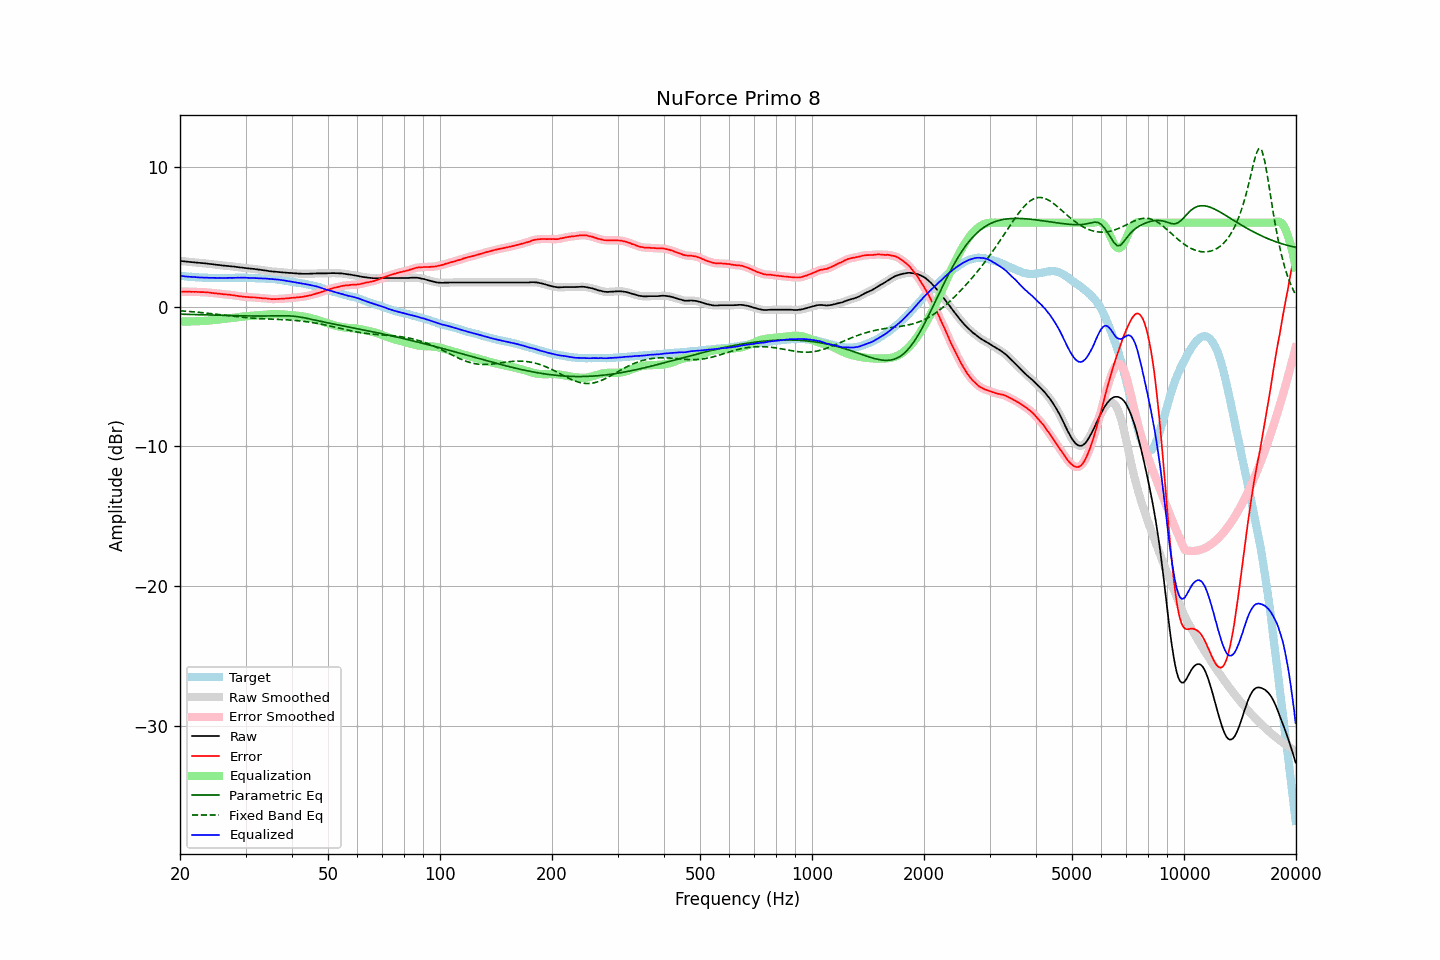 NuForce Primo 8
Amplitude (dBr)
10
0
−10
−20
−30
Target
Raw Smoothed
Error Smoothed
Raw
Error
Equalization
Parametric Eq
Fixed Band Eq
Equalized
20 50 100 200 500 1000 2000 5000 10000 20000
Frequency (Hz)